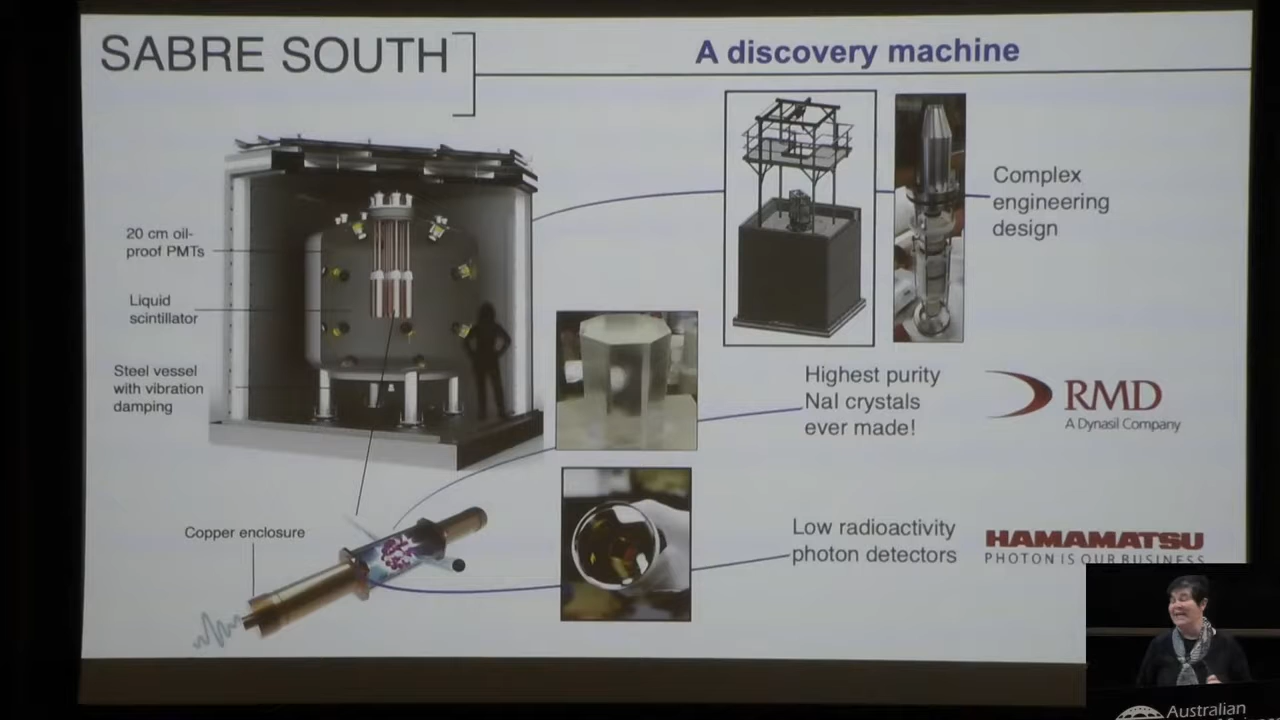 SABRE SOUTH
A discovery machine
20 cm oil-
proof PMTs
Liquid
scintillator
Steel vessel
with vibration
damping
Copper enclosure
Complex
engineering
design
Highest purity
NaI crystals
ever made!
RMD
A Dynasil Company
Low radioactivity
photon detectors
HAMAMATSU
PHOTON IS OUR BUSINESS
Australian